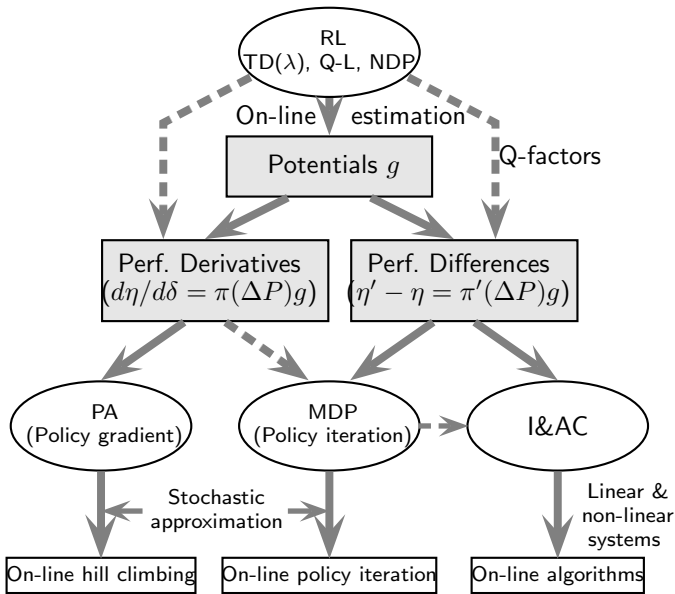 RL
TD(λ), Q-L, NDP
On-line estimation
Potentials g
Q-factors
Perf. Derivatives
(dη/dδ = π(ΔP)g)
Perf. Differences
(η′ − η = π′(ΔP)g)
PA
(Policy gradient)
MDP
(Policy iteration)
I&AC
Stochastic
approximation
Linear &
non-linear
systems
On-line hill climbing
On-line policy iteration
On-line algorithms